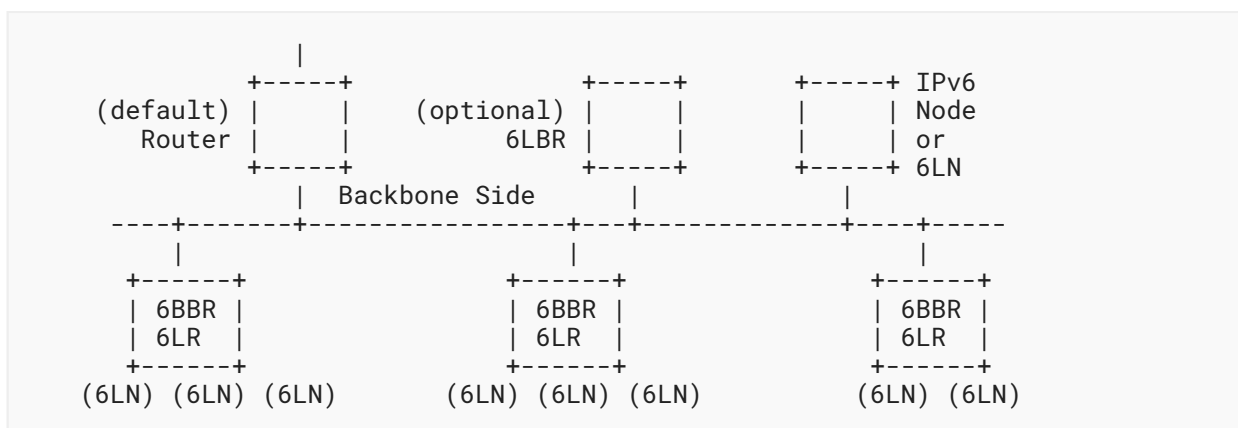 |
               +-----+                +-----+        +-----+ IPv6
     (default) |     |     (optional) |     |        |     | Node
        Router |     |           6LBR |     |        |     | or
               +-----+                +-----+        +-----+ 6LN
                  |  Backbone Side       |              |
      ----+-------+-----------------+---+-------------+----+-----
          |                         |                      |
       +------+                 +------+                +------+
       | 6BBR |                 | 6BBR |                | 6BBR |
       | 6LR  |                 | 6LR  |                | 6LR  |
       +------+                 +------+                +------+
    (6LN) (6LN) (6LN)       (6LN) (6LN) (6LN)          (6LN) (6LN)